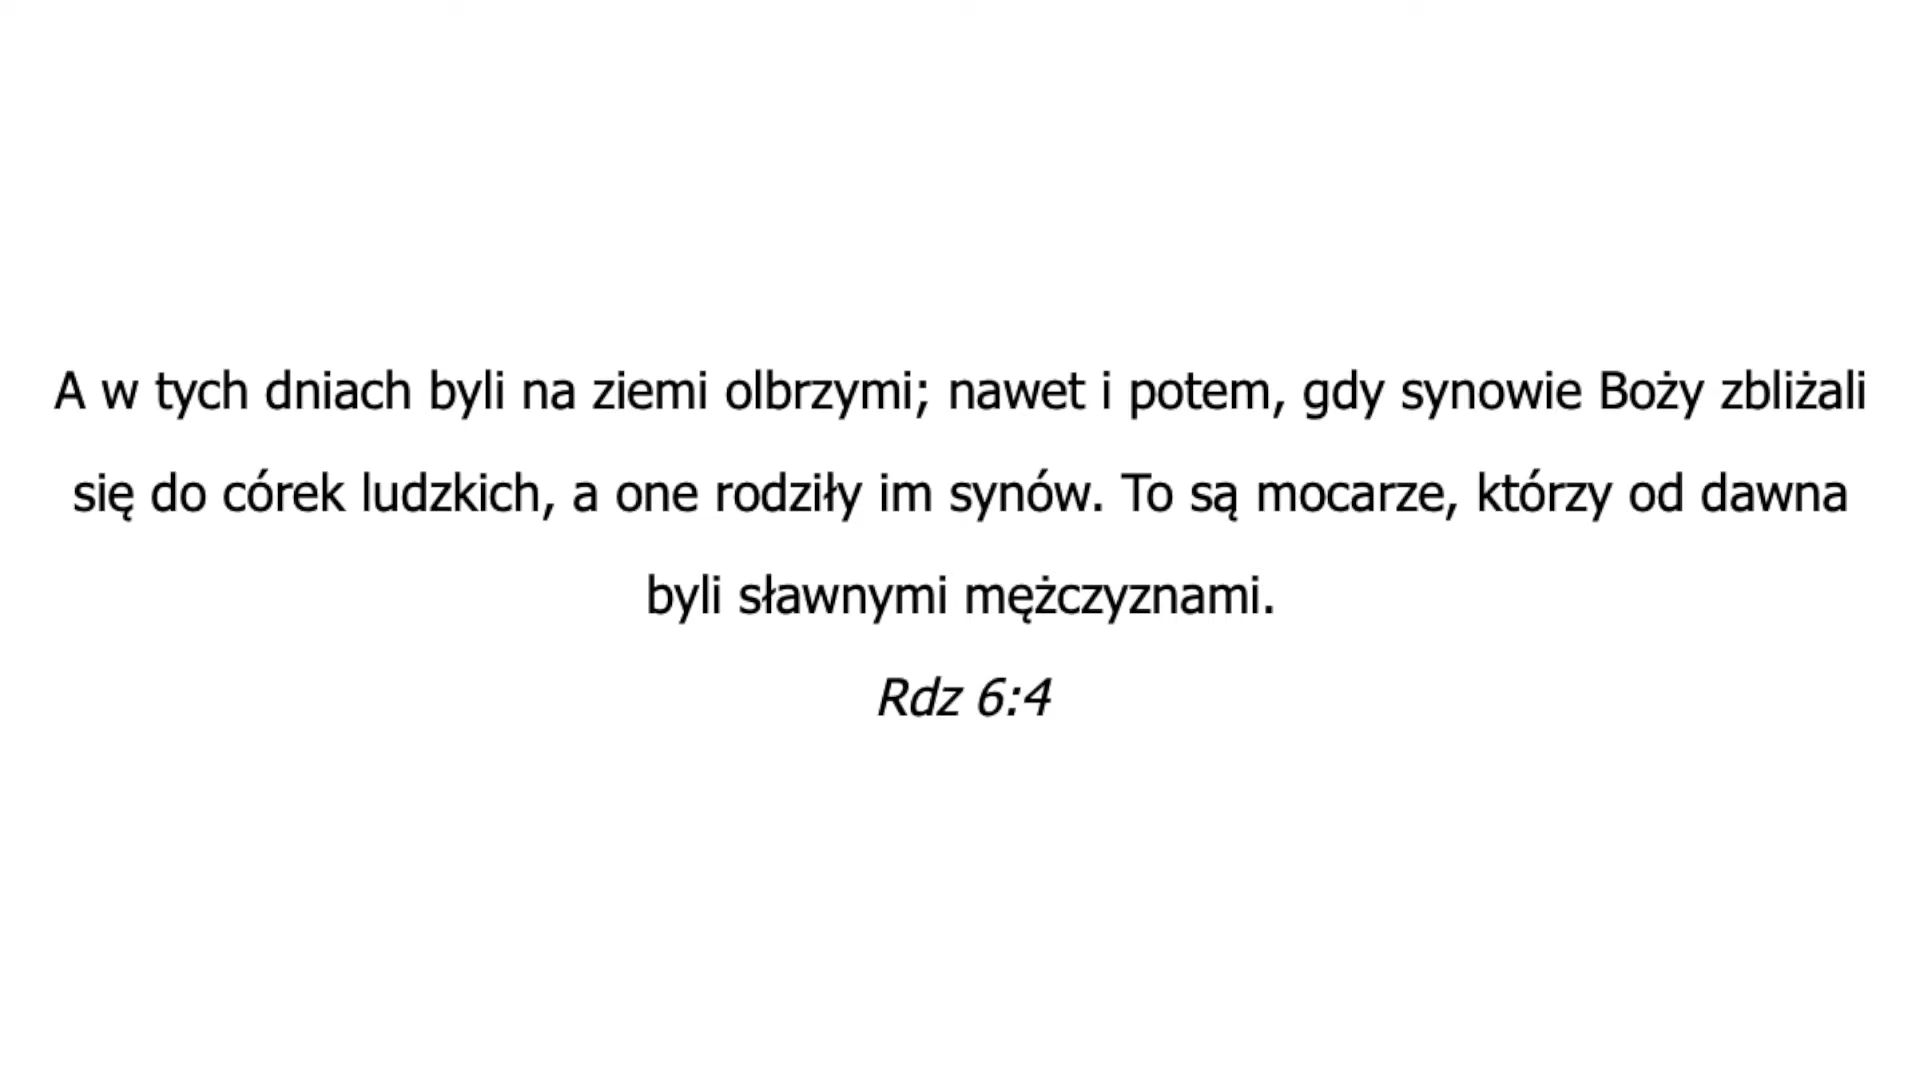 A w tych dniach byli na ziemi olbrzymi; nawet i potem, gdy synowie Boży zbliżali
się do córek ludzkich, a one rodziły im synów. To są mocarze, którzy od dawna
byli sławnymi mężczyznami.
Rdz 6:4